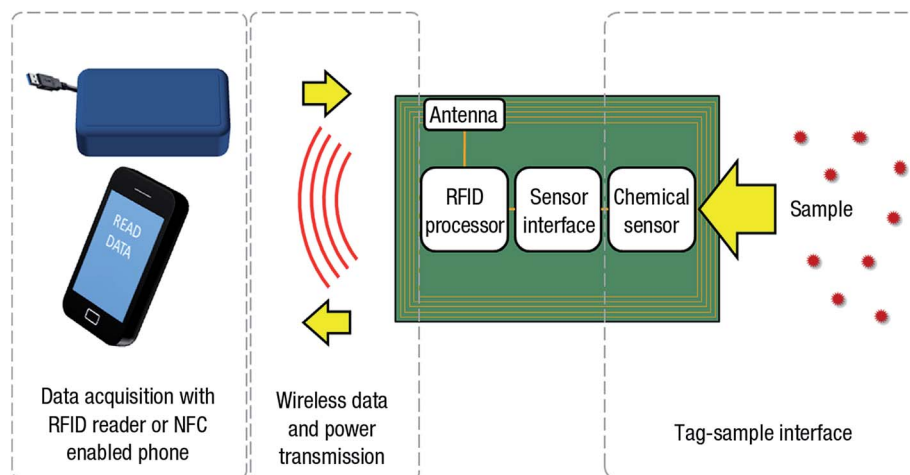 READ
DATA
Data acquisition with
RFID reader or NFC
enabled phone
Wireless data
and power
transmission
Antenna
RFID
processor
Sensor
interface
Chemical
sensor
Sample
Tag-sample interface